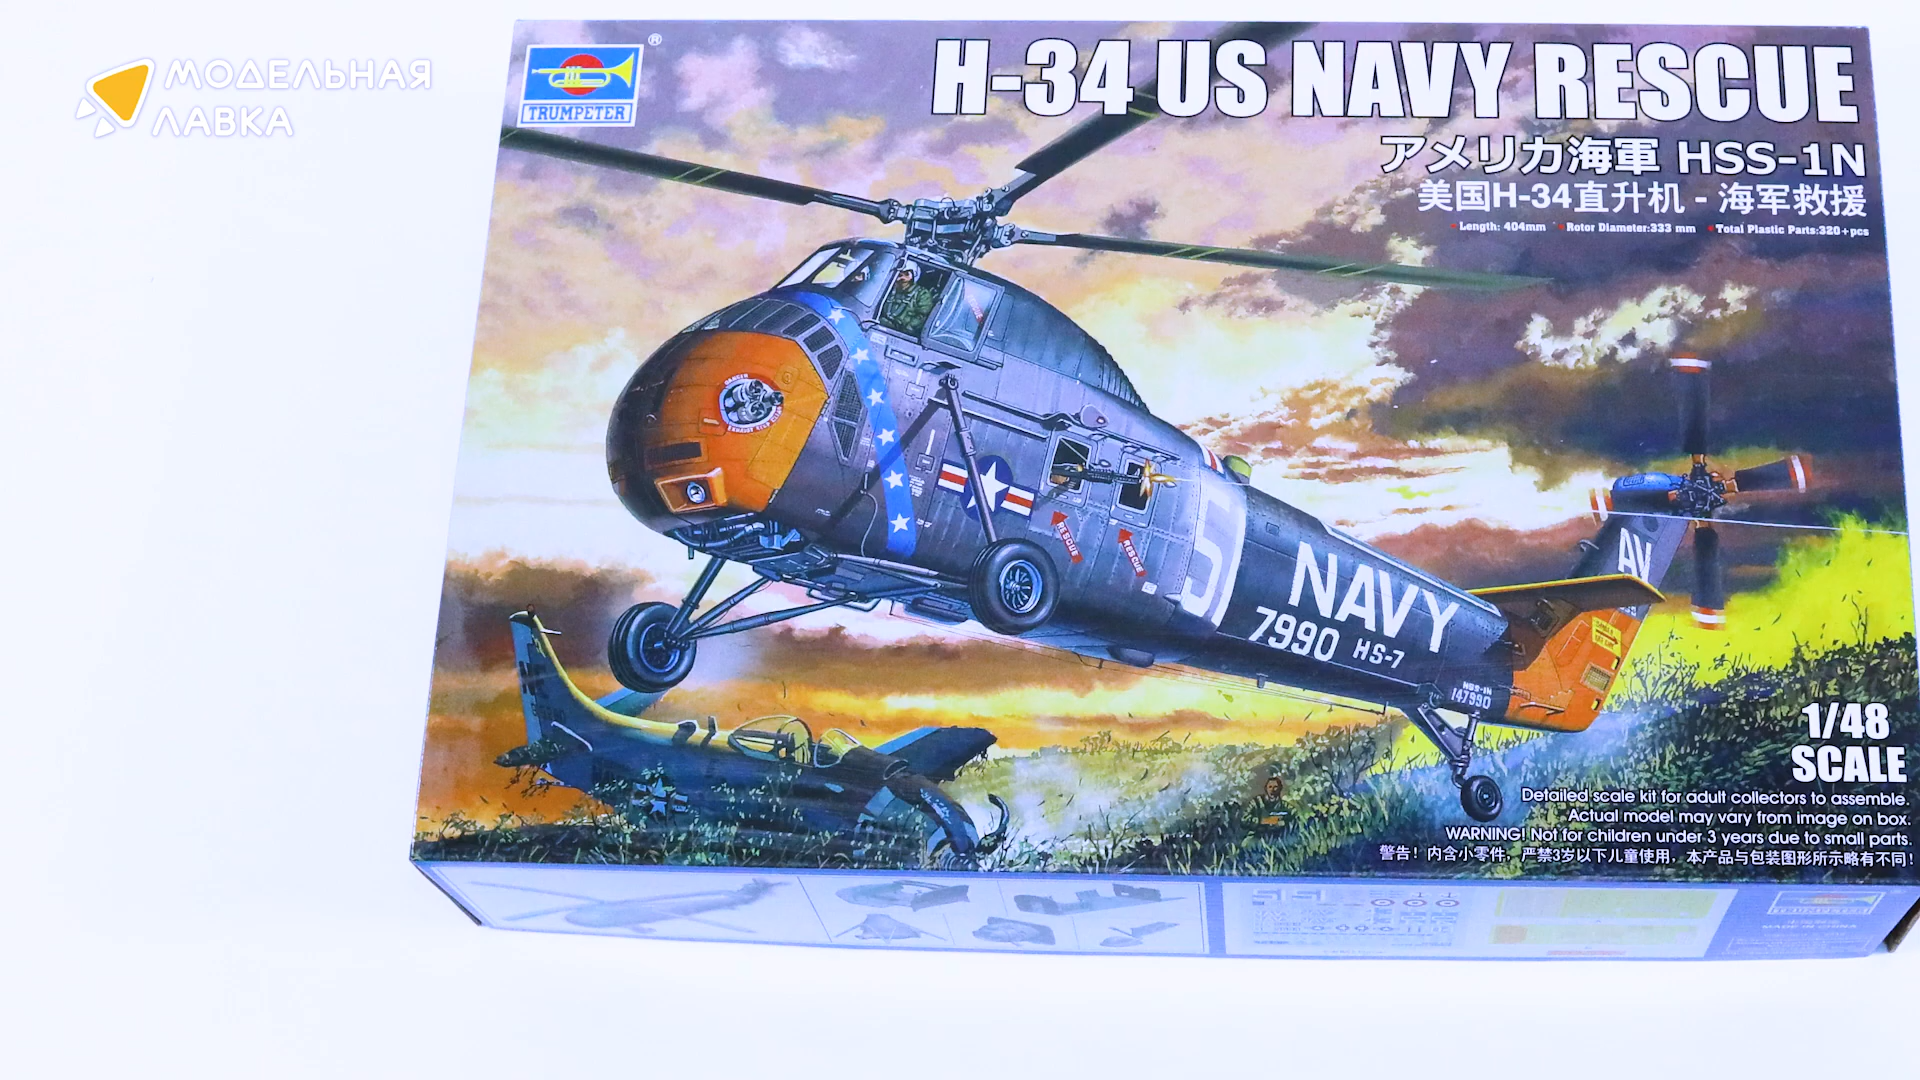 МОДЕЛЬНАЯ
ЛАВКА
TRUMPETER
®
H-34 US NAVY RESCUE
アメリカ海軍 HSS-1N
美国H-34直升机 - 海军救援
Length: 404mm Rotor Diameter:333 mm Total Plastic Parts:320+pcs
RESCUE
RESCUE
5
NAVY
7990 HS-7
AV
HSS-1N
147990
1/48
SCALE
Detailed scale kit for adult collectors to assemble.
Actual model may vary from image on box.
WARNING! Not for children under 3 years due to small parts.
警告！内含小零件，严禁3岁以下儿童使用，本产品与包装图形所示略有不同！
TRUMPETER
MADE IN CHINA